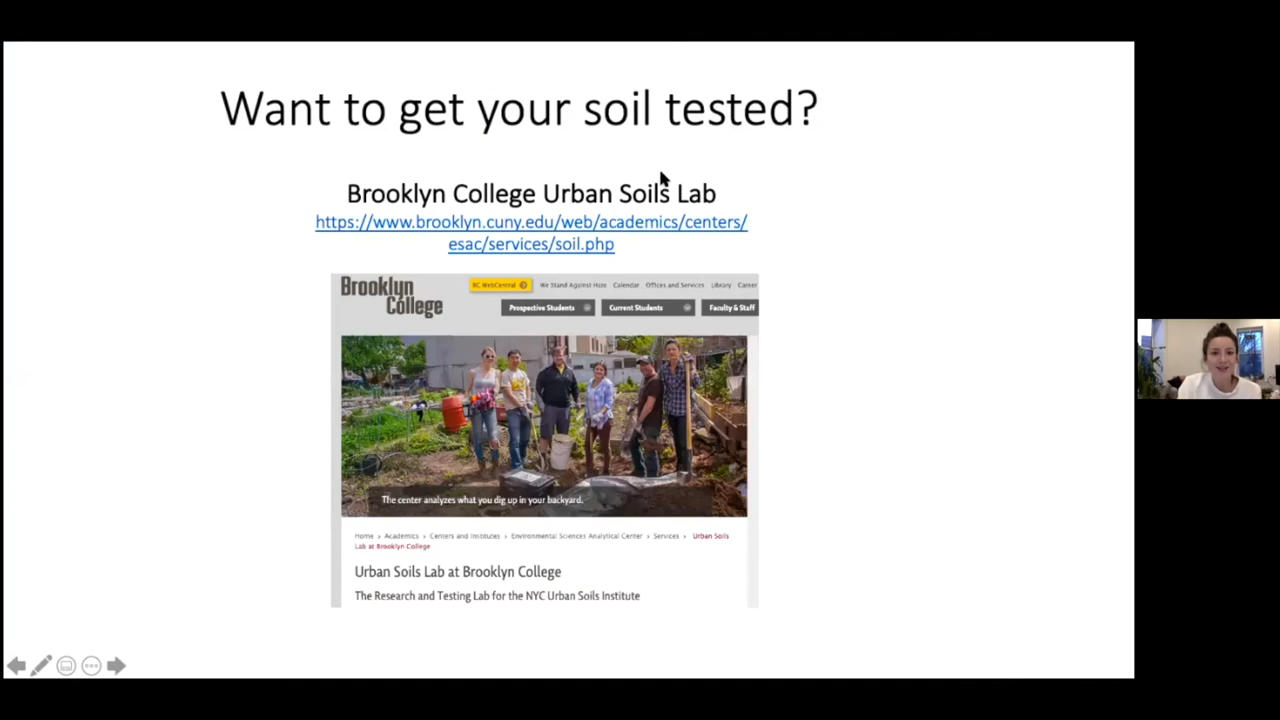 Want to get your soil tested?
Brooklyn College Urban Soils Lab
https://www.brooklyn.cuny.edu/web/academics/centers/
esac/services/soil.php
Brooklyn
College
BC WebCentral We Stand Against Hate Calendar Offices and Services Library Career
Prospective Students Current Students Faculty & Staff
The center analyzes what you dig up in your backyard.
Home › Academics › Centers and Institutes › Environmental Sciences Analytical Center › Services › Urban Soils
Lab at Brooklyn College
Urban Soils Lab at Brooklyn College
The Research and Testing Lab for the NYC Urban Soils Institute